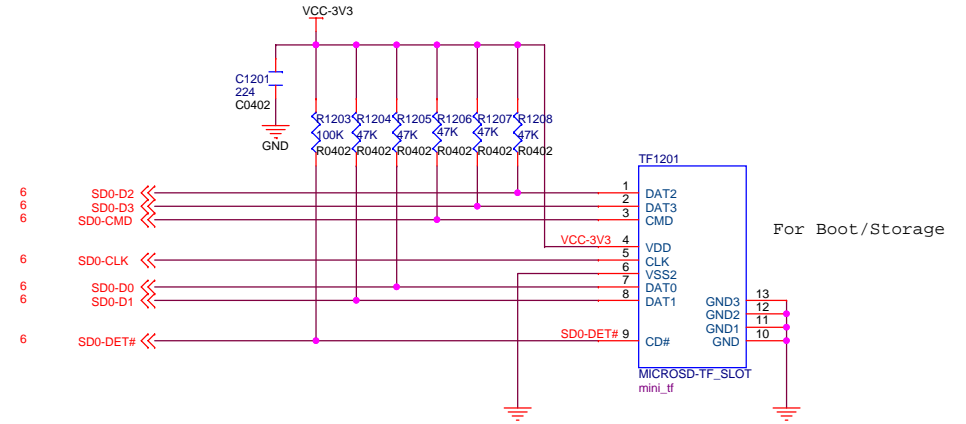 VCC-3V3
C1201
224
C0402
GND
R1203 R1204 R1205 R1206 R1207 R1208
100K 47K 47K 47K 47K 47K
R0402 R0402 R0402 R0402 R0402 R0402
TF1201
6 SD0-D2 1 DAT2
6 SD0-D3 2 DAT3
6 SD0-CMD 3 CMD
For Boot/Storage
VCC-3V3 4 VDD
6 SD0-CLK 5 CLK
6 VSS2
6 SD0-D0 7 DAT0
6 SD0-D1 8 DAT1
GND3 13
GND2 12
GND1 11
6 SD0-DET# SD0-DET# 9 CD# GND 10
MICROSD-TF_SLOT
mini_tf